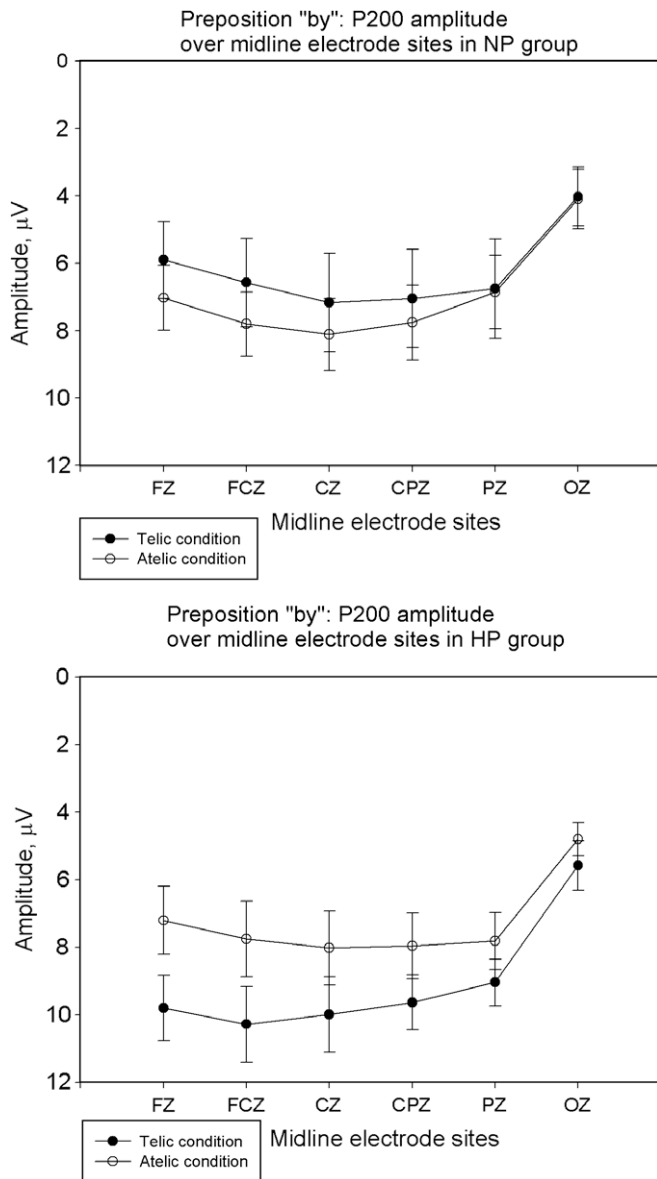 Preposition "by": P200 amplitude
over midline electrode sites in NP group
0
2
4
6
8
10
12
Amplitude, µV
FZ FCZ CZ CPZ PZ OZ
Midline electrode sites
Telic condition
Atelic condition
Preposition "by": P200 amplitude
over midline electrode sites in HP group
0
2
4
6
8
10
12
Amplitude, µV
FZ FCZ CZ CPZ PZ OZ
Midline electrode sites
Telic condition
Atelic condition